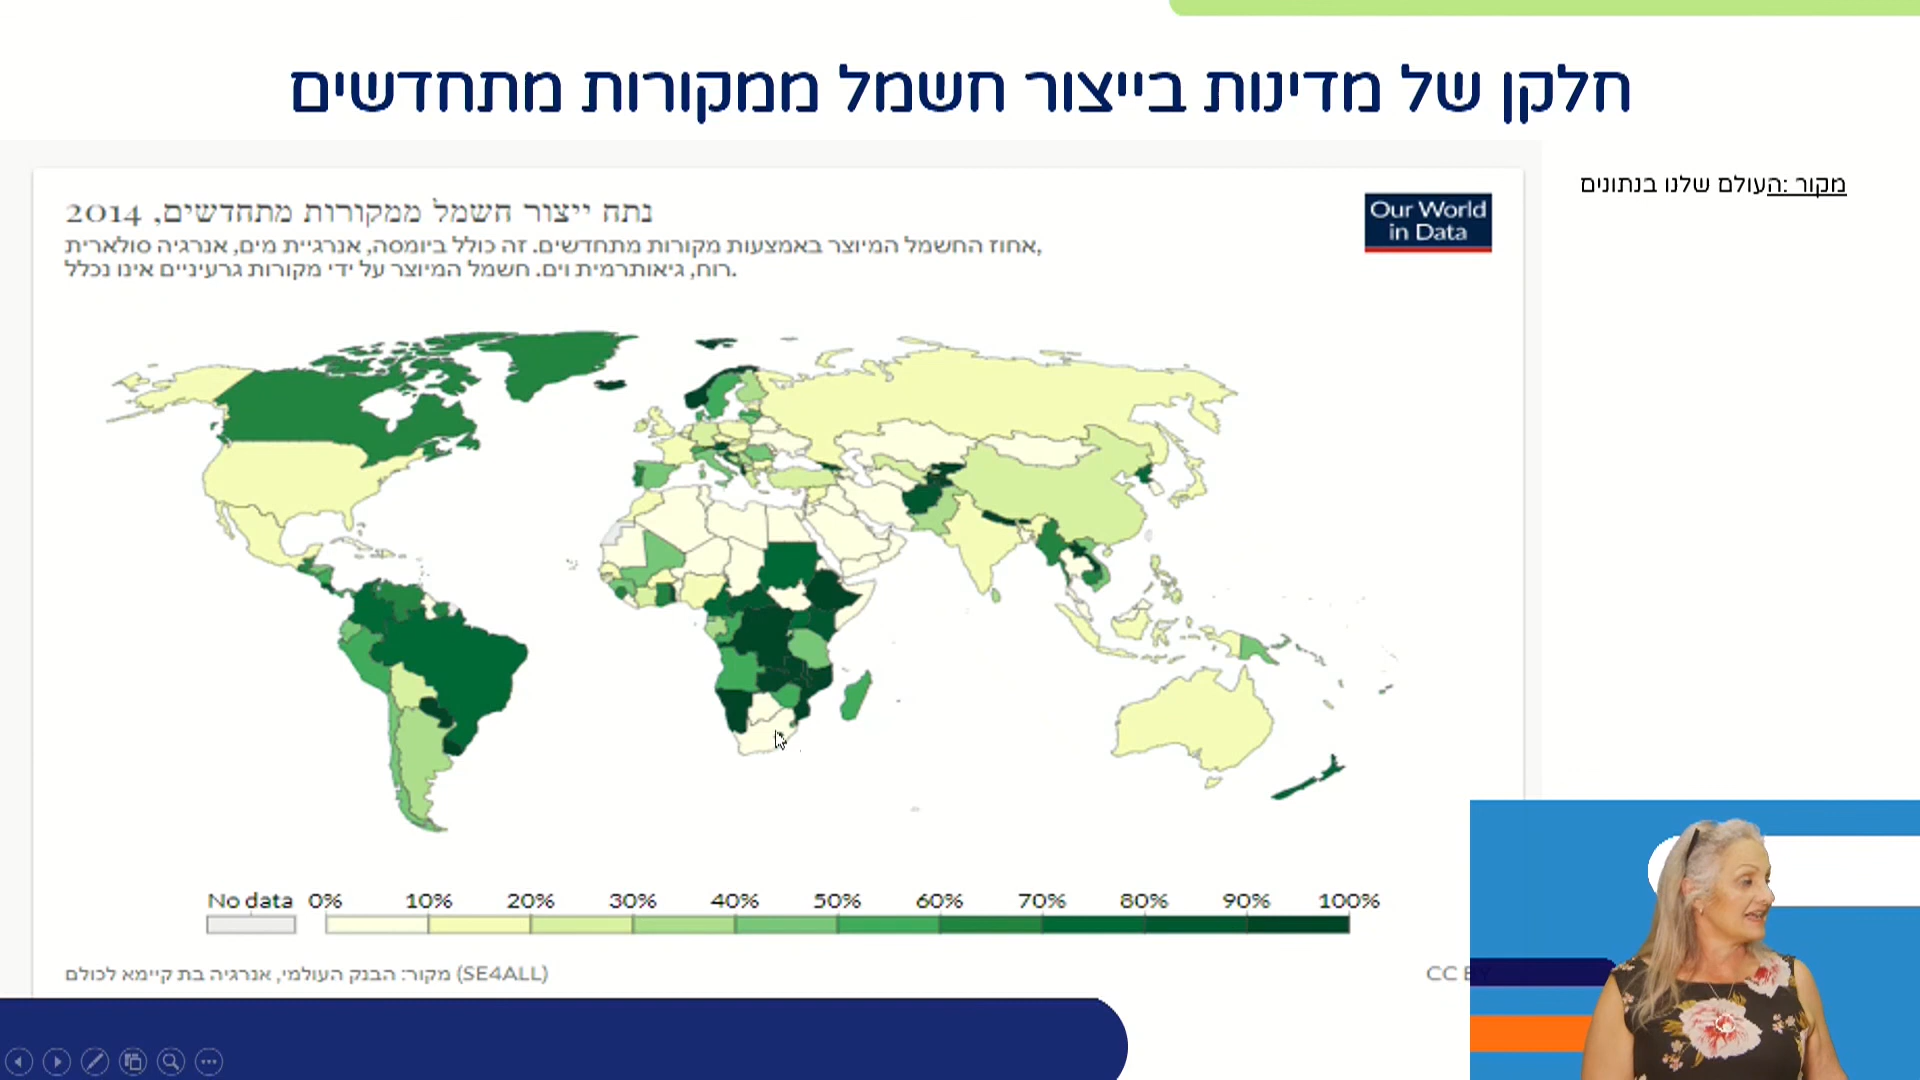 חלקן של מדינות בייצור חשמל ממקורות מתחדשים
מקור: העולם שלנו בנתונים
נתח ייצור חשמל ממקורות מתחדשים, 2014
Our World
in Data
אחוז החשמל המיוצר באמצעות מקורות מתחדשים. זה כולל ביומסה, אנרגיית מים, אנרגיה סולארית,
רוח, גיאותרמית וים. חשמל המיוצר על ידי מקורות גרעיניים אינו נכלל.
No data 0% 10% 20% 30% 40% 50% 60% 70% 80% 90% 100%
מקור: הבנק העולמי, אנרגיה בת קיימא לכולם (SE4ALL)
CC BY